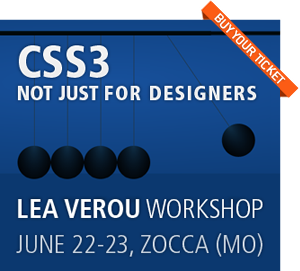 BUY YOUR TICKET
CSS3
NOT JUST FOR DESIGNERS
LEA VEROU WORKSHOP
JUNE 22-23, ZOCCA (MO)